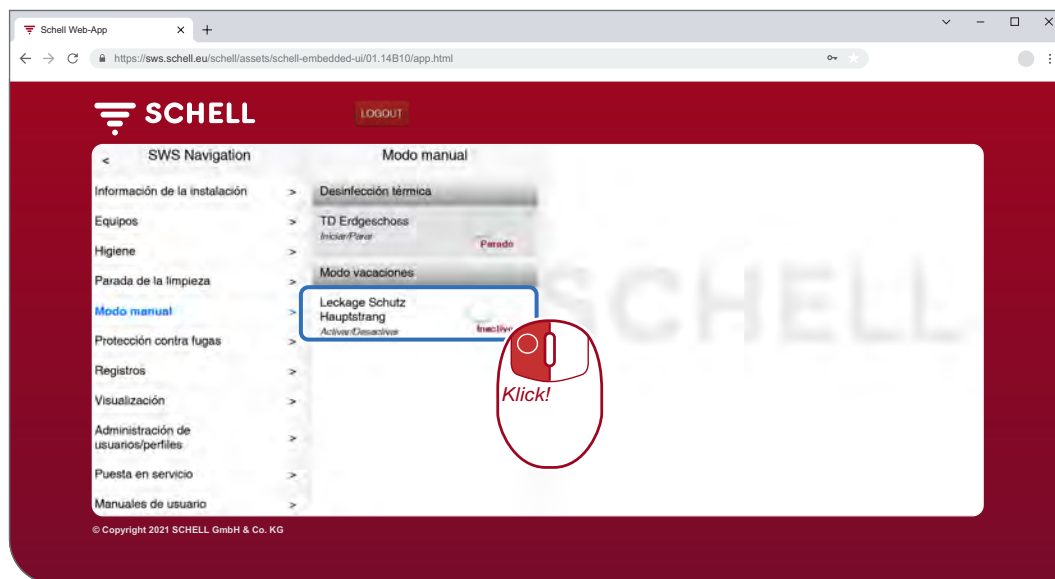 Schell Web-App
https://sws.schell.eu/schell/assets/schell-embedded-ui/01.14B10/app.html
SCHELL
LOGOUT
< SWS Navigation
Modo manual
Información de la instalación >
Equipos >
Higiene >
Parada de la limpieza >
Modo manual >
Protección contra fugas >
Registros >
Visualización >
Administración de
usuarios/perfiles >
Puesta en servicio >
Manuales de usuario >
Desinfección térmica
TD Erdgeschoss
Iniciar/Parar
Parado
Modo vacaciones
Leckage Schutz
Hauptstrang
Activar/Desactivar
Inactivo
Klick!
SCHELL
© Copyright 2021 SCHELL GmbH & Co. KG